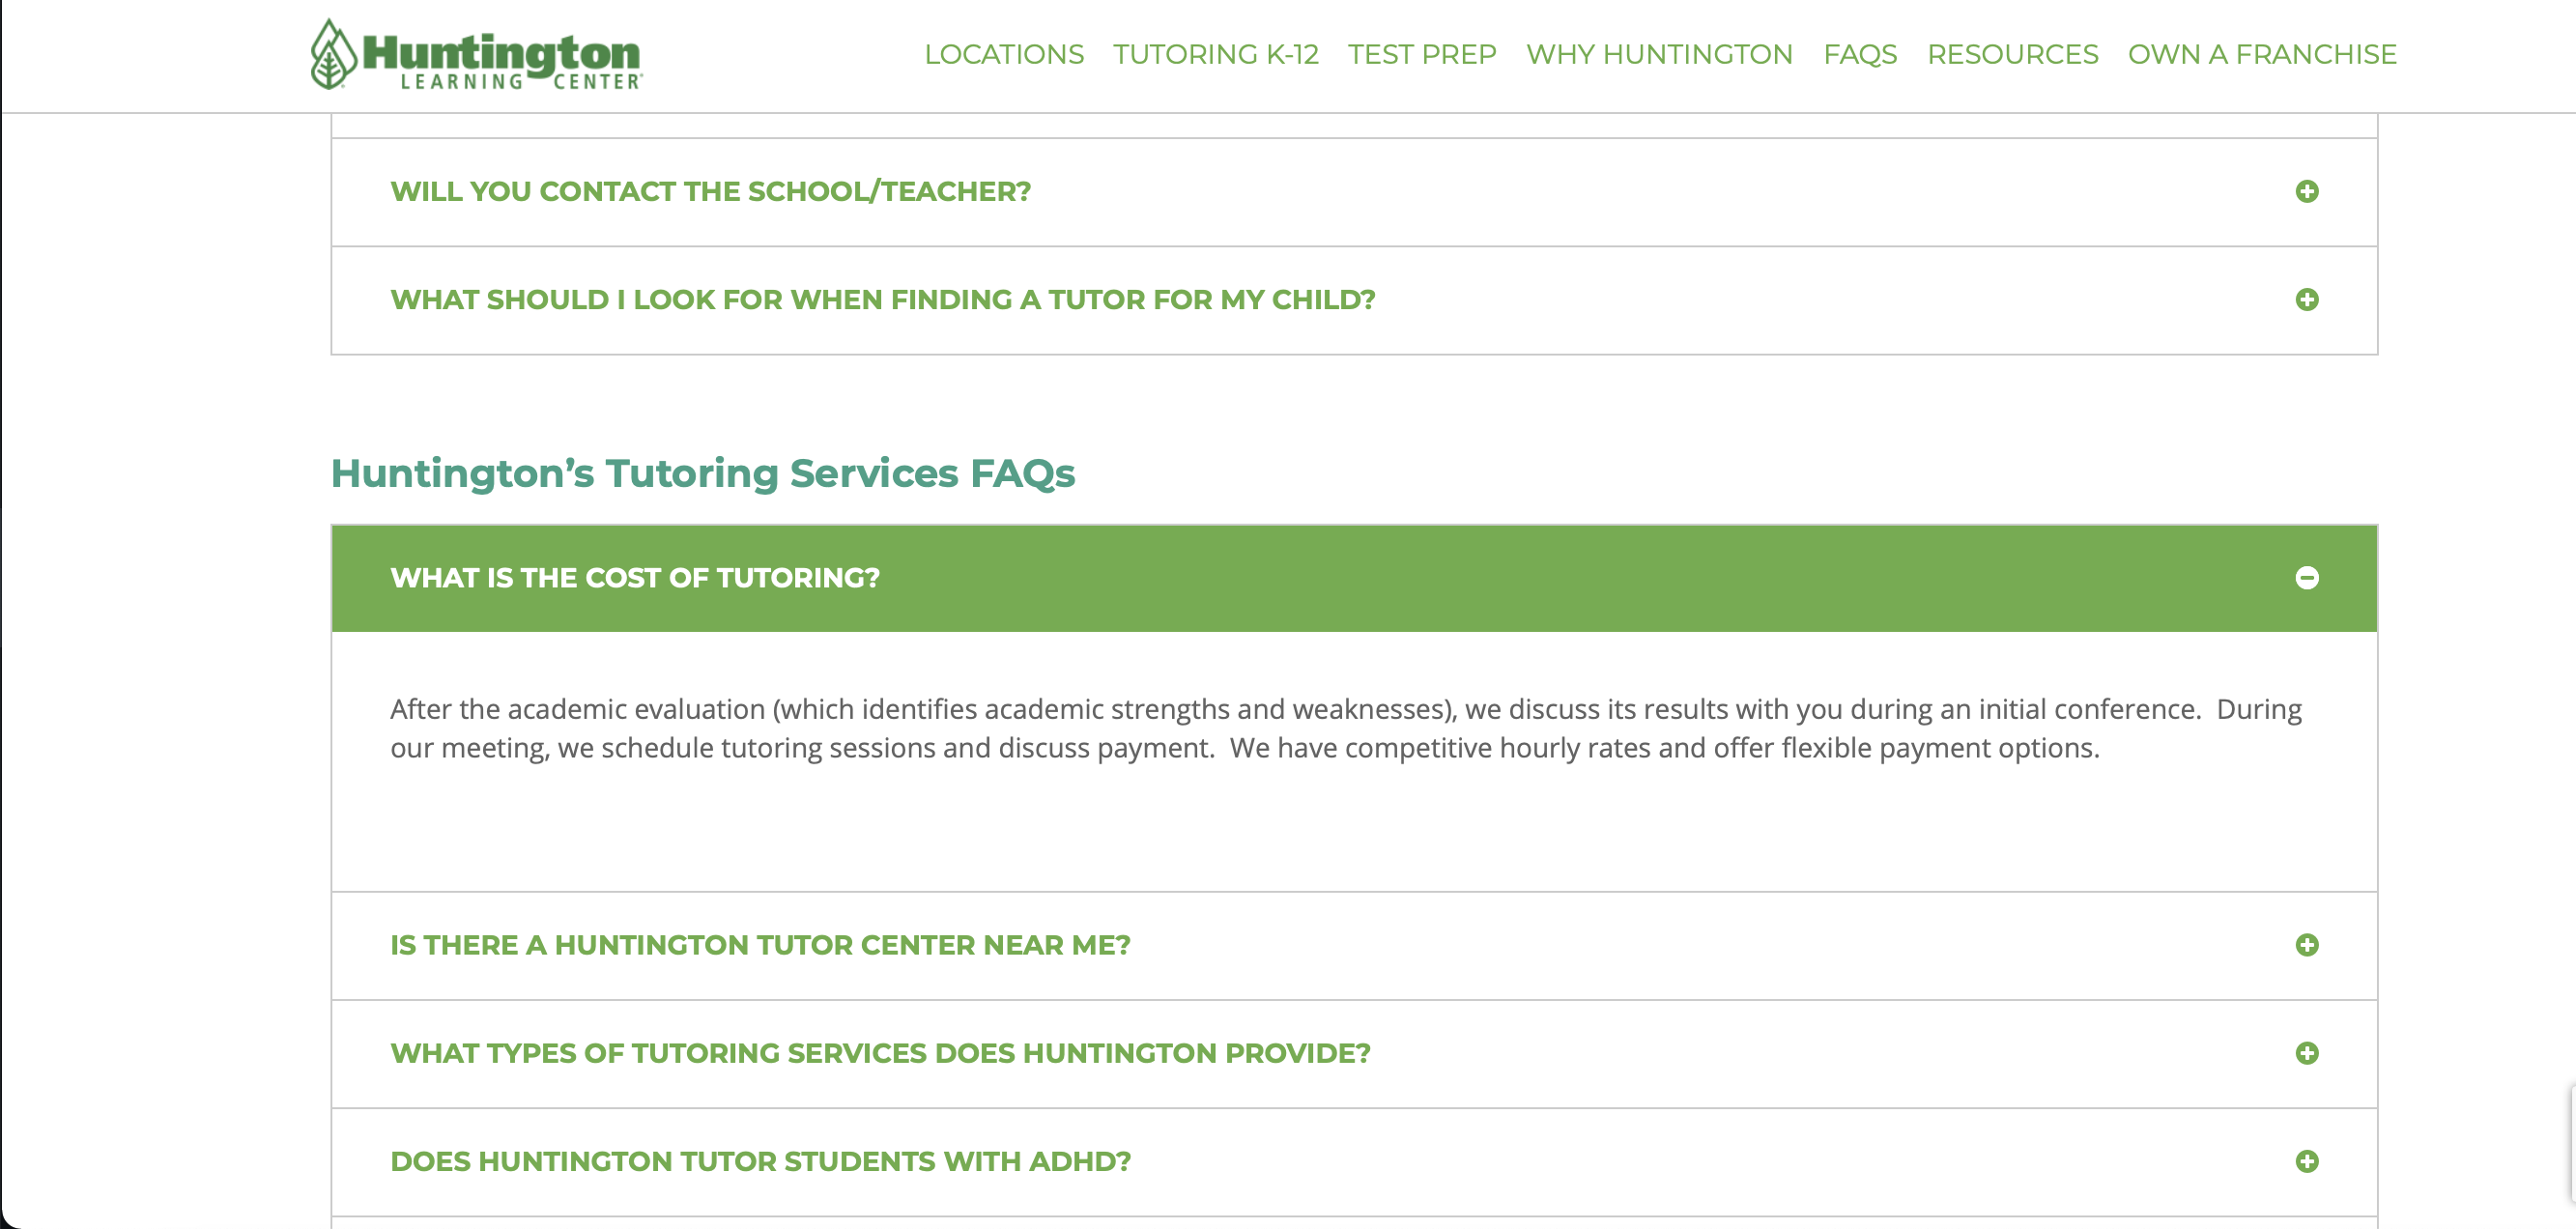 Huntington
LEARNING CENTER
LOCATIONS TUTORING K-12 TEST PREP WHY HUNTINGTON FAQS RESOURCES OWN A FRANCHISE
WILL YOU CONTACT THE SCHOOL/TEACHER?
WHAT SHOULD I LOOK FOR WHEN FINDING A TUTOR FOR MY CHILD?
Huntington’s Tutoring Services FAQs
WHAT IS THE COST OF TUTORING?
After the academic evaluation (which identifies academic strengths and weaknesses), we discuss its results with you during an initial conference.  During
our meeting, we schedule tutoring sessions and discuss payment.  We have competitive hourly rates and offer flexible payment options.
IS THERE A HUNTINGTON TUTOR CENTER NEAR ME?
WHAT TYPES OF TUTORING SERVICES DOES HUNTINGTON PROVIDE?
DOES HUNTINGTON TUTOR STUDENTS WITH ADHD?